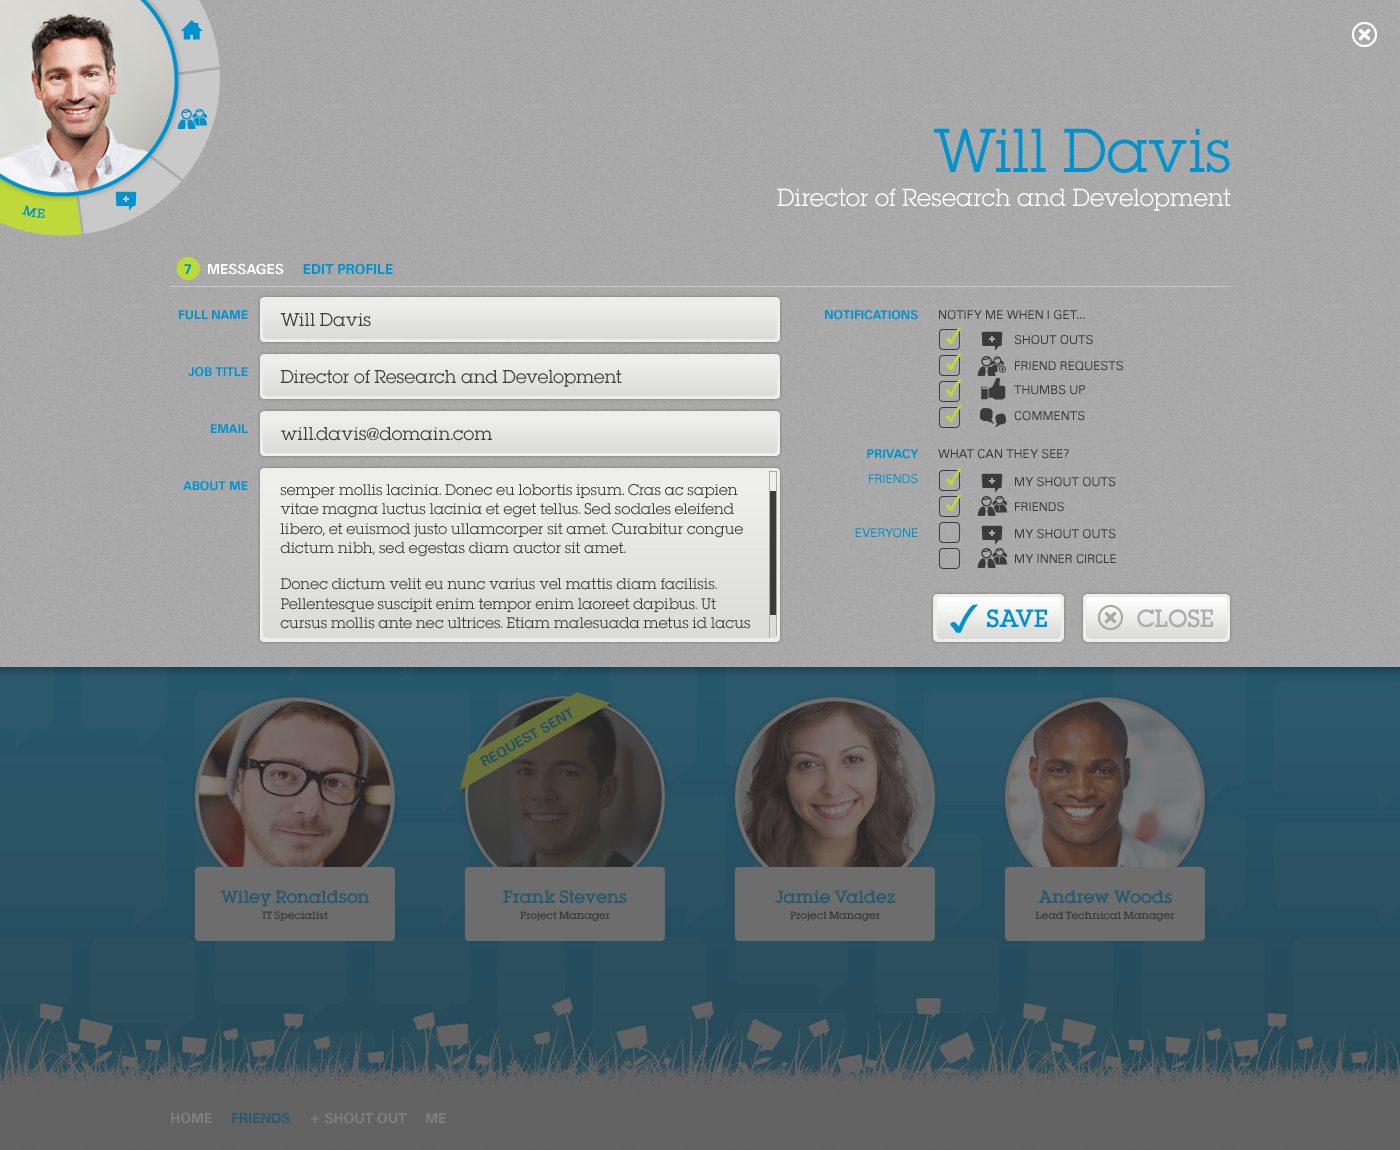 ME
Will Davis
Director of Research and Development
7 MESSAGES EDIT PROFILE
FULL NAME
Will Davis
JOB TITLE
Director of Research and Development
EMAIL
will.davis@domain.com
ABOUT ME
semper mollis lacinia. Donec eu lobortis ipsum. Cras ac sapien
vitae magna luctus lacinia et eget tellus. Sed sodales eleifend
libero, et euismod justo ullamcorper sit amet. Curabitur congue
dictum nibh, sed egestas diam auctor sit amet.
Donec dictum velit eu nunc varius vel mattis diam facilisis.
Pellentesque suscipit enim tempor enim laoreet dapibus. Ut
cursus mollis ante nec ultrices. Etiam malesuada metus id lacus
NOTIFICATIONS
NOTIFY ME WHEN I GET...
SHOUT OUTS
FRIEND REQUESTS
THUMBS UP
COMMENTS
PRIVACY
WHAT CAN THEY SEE?
FRIENDS
MY SHOUT OUTS
FRIENDS
EVERYONE
MY SHOUT OUTS
MY INNER CIRCLE
SAVE
CLOSE
REQUEST SENT
Wiley Ronaldson
IT Specialist
Frank Stevens
Project Manager
Jamie Valdez
Project Manager
Andrew Woods
Lead Technical Manager
HOME FRIENDS + SHOUT OUT ME